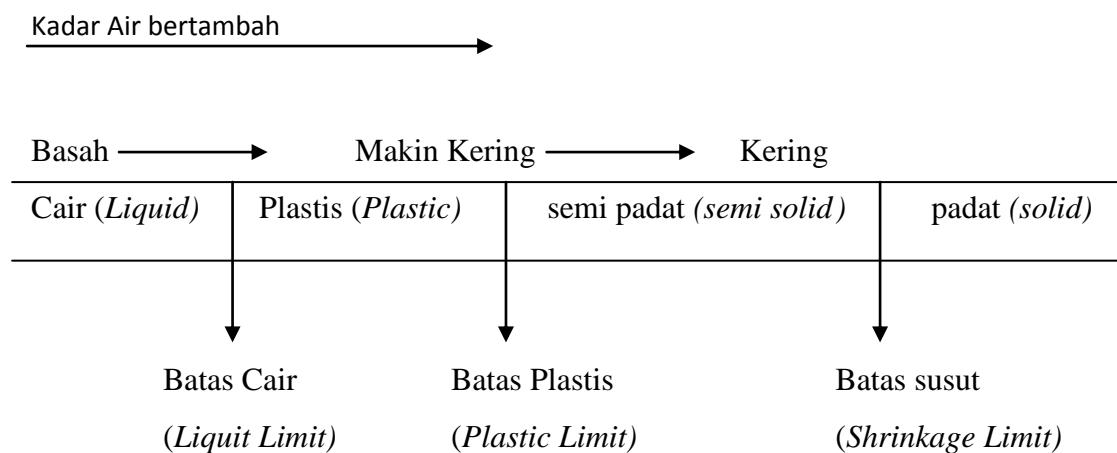 Kadar Air bertambah
Basah Makin Kering Kering
Cair (Liquid) Plastis (Plastic) semi padat (semi solid) padat (solid)
Batas Cair Batas Plastis Batas susut
(Liquit Limit) (Plastic Limit) (Shrinkage Limit)